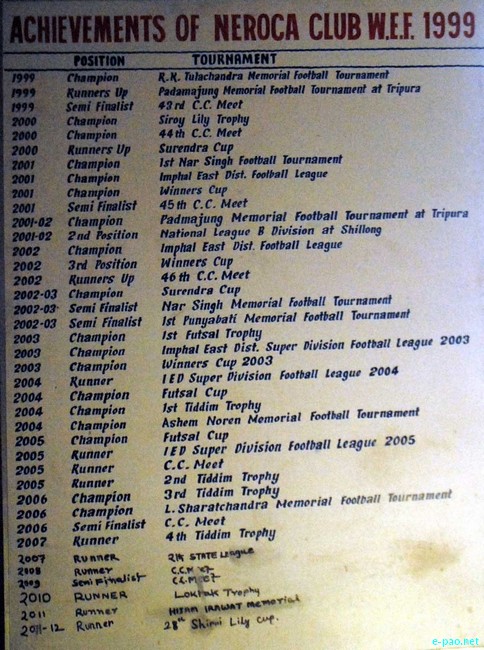 ACHIEVEMENTS OF NEROCA CLUB W.E.F. 1999
POSITION TOURNAMENT
1999 Champion R.K. Tulachandra Memorial Football Tournament
1999 Runners Up Padamajung Memorial Football Tournament at Tripura
1999 Semi Finalist 43rd C.C. Meet
2000 Champion Siroy Lily Trophy
2000 Champion 44th C.C. Meet
2000 Runners Up Surendra Cup
2001 Champion 1st Nar Singh Football Tournament
2001 Champion Imphal East Dist. Football League
2001 Champion Winners Cup
2001 Semi Finalist 45th C.C. Meet
2001-02 Champion Padmajung Memorial Football Tournament at Tripura
2001-02 2nd Position National League B Division at Shillong
2002 Champion Imphal East Dist. Football League
2002 3rd Position Winners Cup
2002 Runners Up 46th C.C. Meet
2002-03 Champion Surendra Cup
2002-03 Semi Finalist Nar Singh Memorial Football Tournament
2002-03 Semi Finalist 1st Punyabati Memorial Football Tournament
2003 Champion 1st Futsal Trophy
2003 Champion Imphal East Dist. Super Division Football League 2003
2003 Champion Winners Cup 2003
2004 Runner IED Super Division Football League 2004
2004 Champion Futsal Cup
2004 Champion 1st Tiddim Trophy
2004 Champion Ashem Noren Memorial Football Tournament
2005 Champion Futsal Cup
2005 Runner IED Super Division Football League 2005
2005 Runner C.C. Meet
2005 Runner 2nd Tiddim Trophy
2006 Champion 3rd Tiddim Trophy
2006 Champion L. Sharatchandra Memorial Football Tournament
2006 Semi Finalist C.C. Meet
2007 Runner 4th Tiddim Trophy
2007 Runner STATE League
2008 Runner C.C.Meet
2009 Semi Finalist C.C.Meet
2010 RUNNER Loktak Trophy
2011 Runner HIJAM IRAWAT MEMORIAL
2011-12 Runner 28th Shirui Lily Cup.
e-pao.net